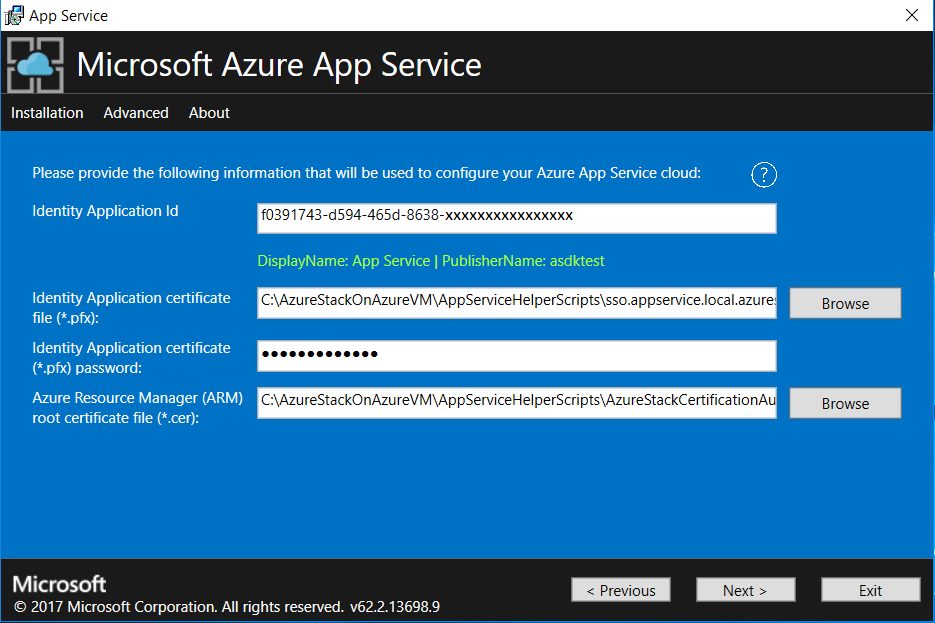 App Service
Microsoft Azure App Service
Installation Advanced About
Please provide the following information that will be used to configure your Azure App Service cloud: ?
Identity Application Id
f0391743-d594-465d-8638-xxxxxxxxxxxxxxxx
DisplayName: App Service | PublisherName: asdktest
Identity Application certificate
file (*.pfx):
C:\AzureStackOnAzureVM\AppServiceHelperScripts\sso.appservice.local.azures
Browse
Identity Application certificate
(*.pfx) password:
●●●●●●●●●●●●●
Azure Resource Manager (ARM)
root certificate file (*.cer):
C:\AzureStackOnAzureVM\AppServiceHelperScripts\AzureStackCertificationAu
Browse
Microsoft
© 2017 Microsoft Corporation. All rights reserved. v62.2.13698.9
< Previous Next > Exit